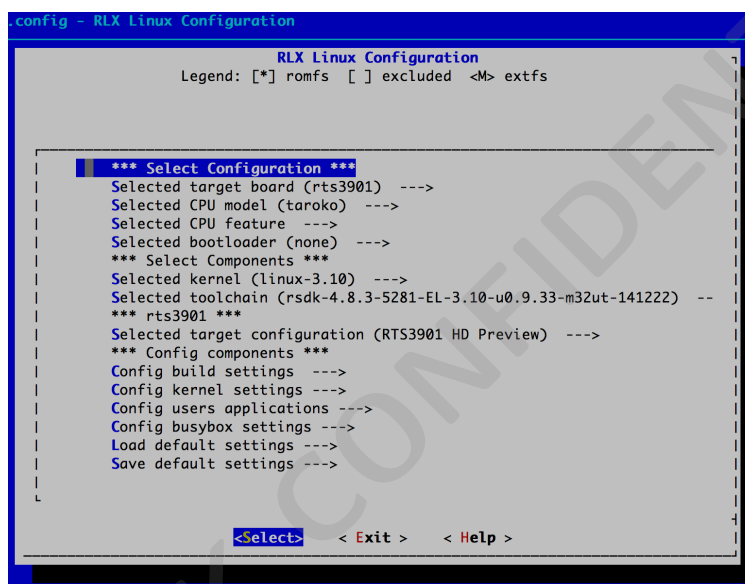 .config - RLX Linux Configuration
RLX Linux Configuration
Legend: [*] romfs  [ ] excluded  <M> extfs
*** Select Configuration ***
Selected target board (rts3901)  --->
Selected CPU model (taroko)  --->
Selected CPU feature  --->
Selected bootloader (none)  --->
*** Select Components ***
Selected kernel (linux-3.10)  --->
Selected toolchain (rsdk-4.8.3-5281-EL-3.10-u0.9.33-m32ut-141222)  --
*** rts3901 ***
Selected target configuration (RTS3901 HD Preview)  --->
*** Config components ***
Config build settings  --->
Config kernel settings --->
Config users applications --->
Config busybox settings --->
Load default settings --->
Save default settings --->
<Select>    < Exit >    < Help >
K CONFIDEN